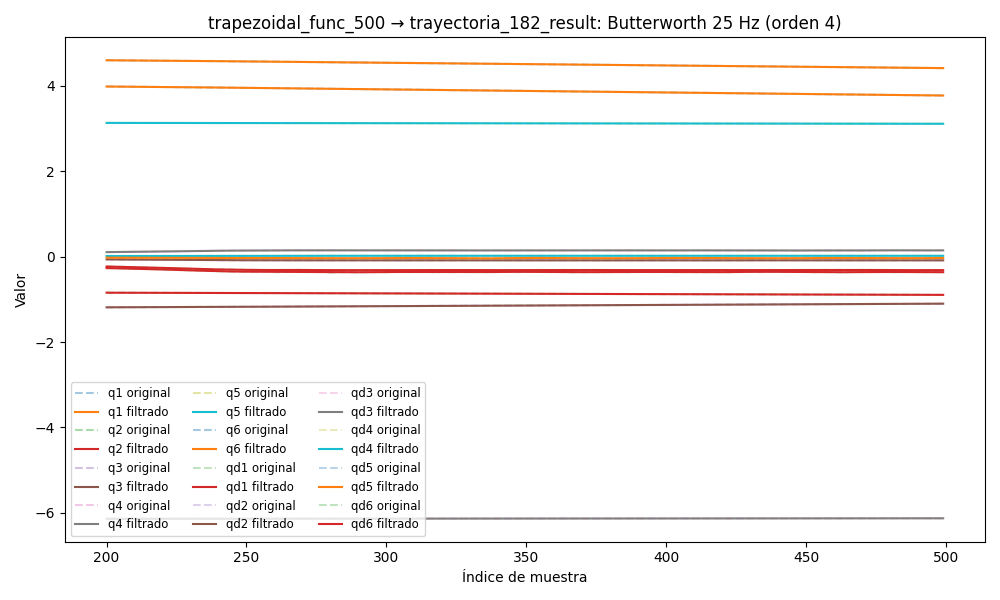 trapezoidal_func_500 → trayectoria_182_result: Butterworth 25 Hz (orden 4)
Valor
4
2
0
−2
−4
−6
q1 original
q1 filtrado
q2 original
q2 filtrado
q3 original
q3 filtrado
q4 original
q4 filtrado
q5 original
q5 filtrado
q6 original
q6 filtrado
qd1 original
qd1 filtrado
qd2 original
qd2 filtrado
qd3 original
qd3 filtrado
qd4 original
qd4 filtrado
qd5 original
qd5 filtrado
qd6 original
qd6 filtrado
200
250
300
350
400
450
500
Índice de muestra